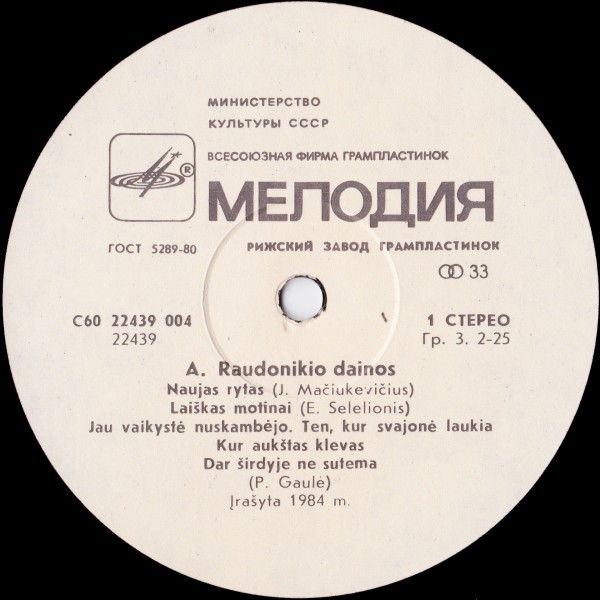 МИНИСТЕРСТВО
КУЛЬТУРЫ СССР
ВСЕСОЮЗНАЯ ФИРМА ГРАМПЛАСТИНОК
®
МЕЛОДИЯ
ГОСТ 5289-80
РИЖСКИЙ ЗАВОД ГРАМПЛАСТИНОК
33
С60 22439 004
1 СТЕРЕО
22439
Гр. 3. 2-25
A. Raudonikio dainos
Naujas rytas (J. Mačiukevičius)
Laiškas motinai (E. Selelionis)
Jau vaikystė nuskambėjo. Ten, kur svajonė laukia
Kur aukštas klevas
Dar širdyje ne sutema
(P. Gaulė)
Įrašyta 1984 m.